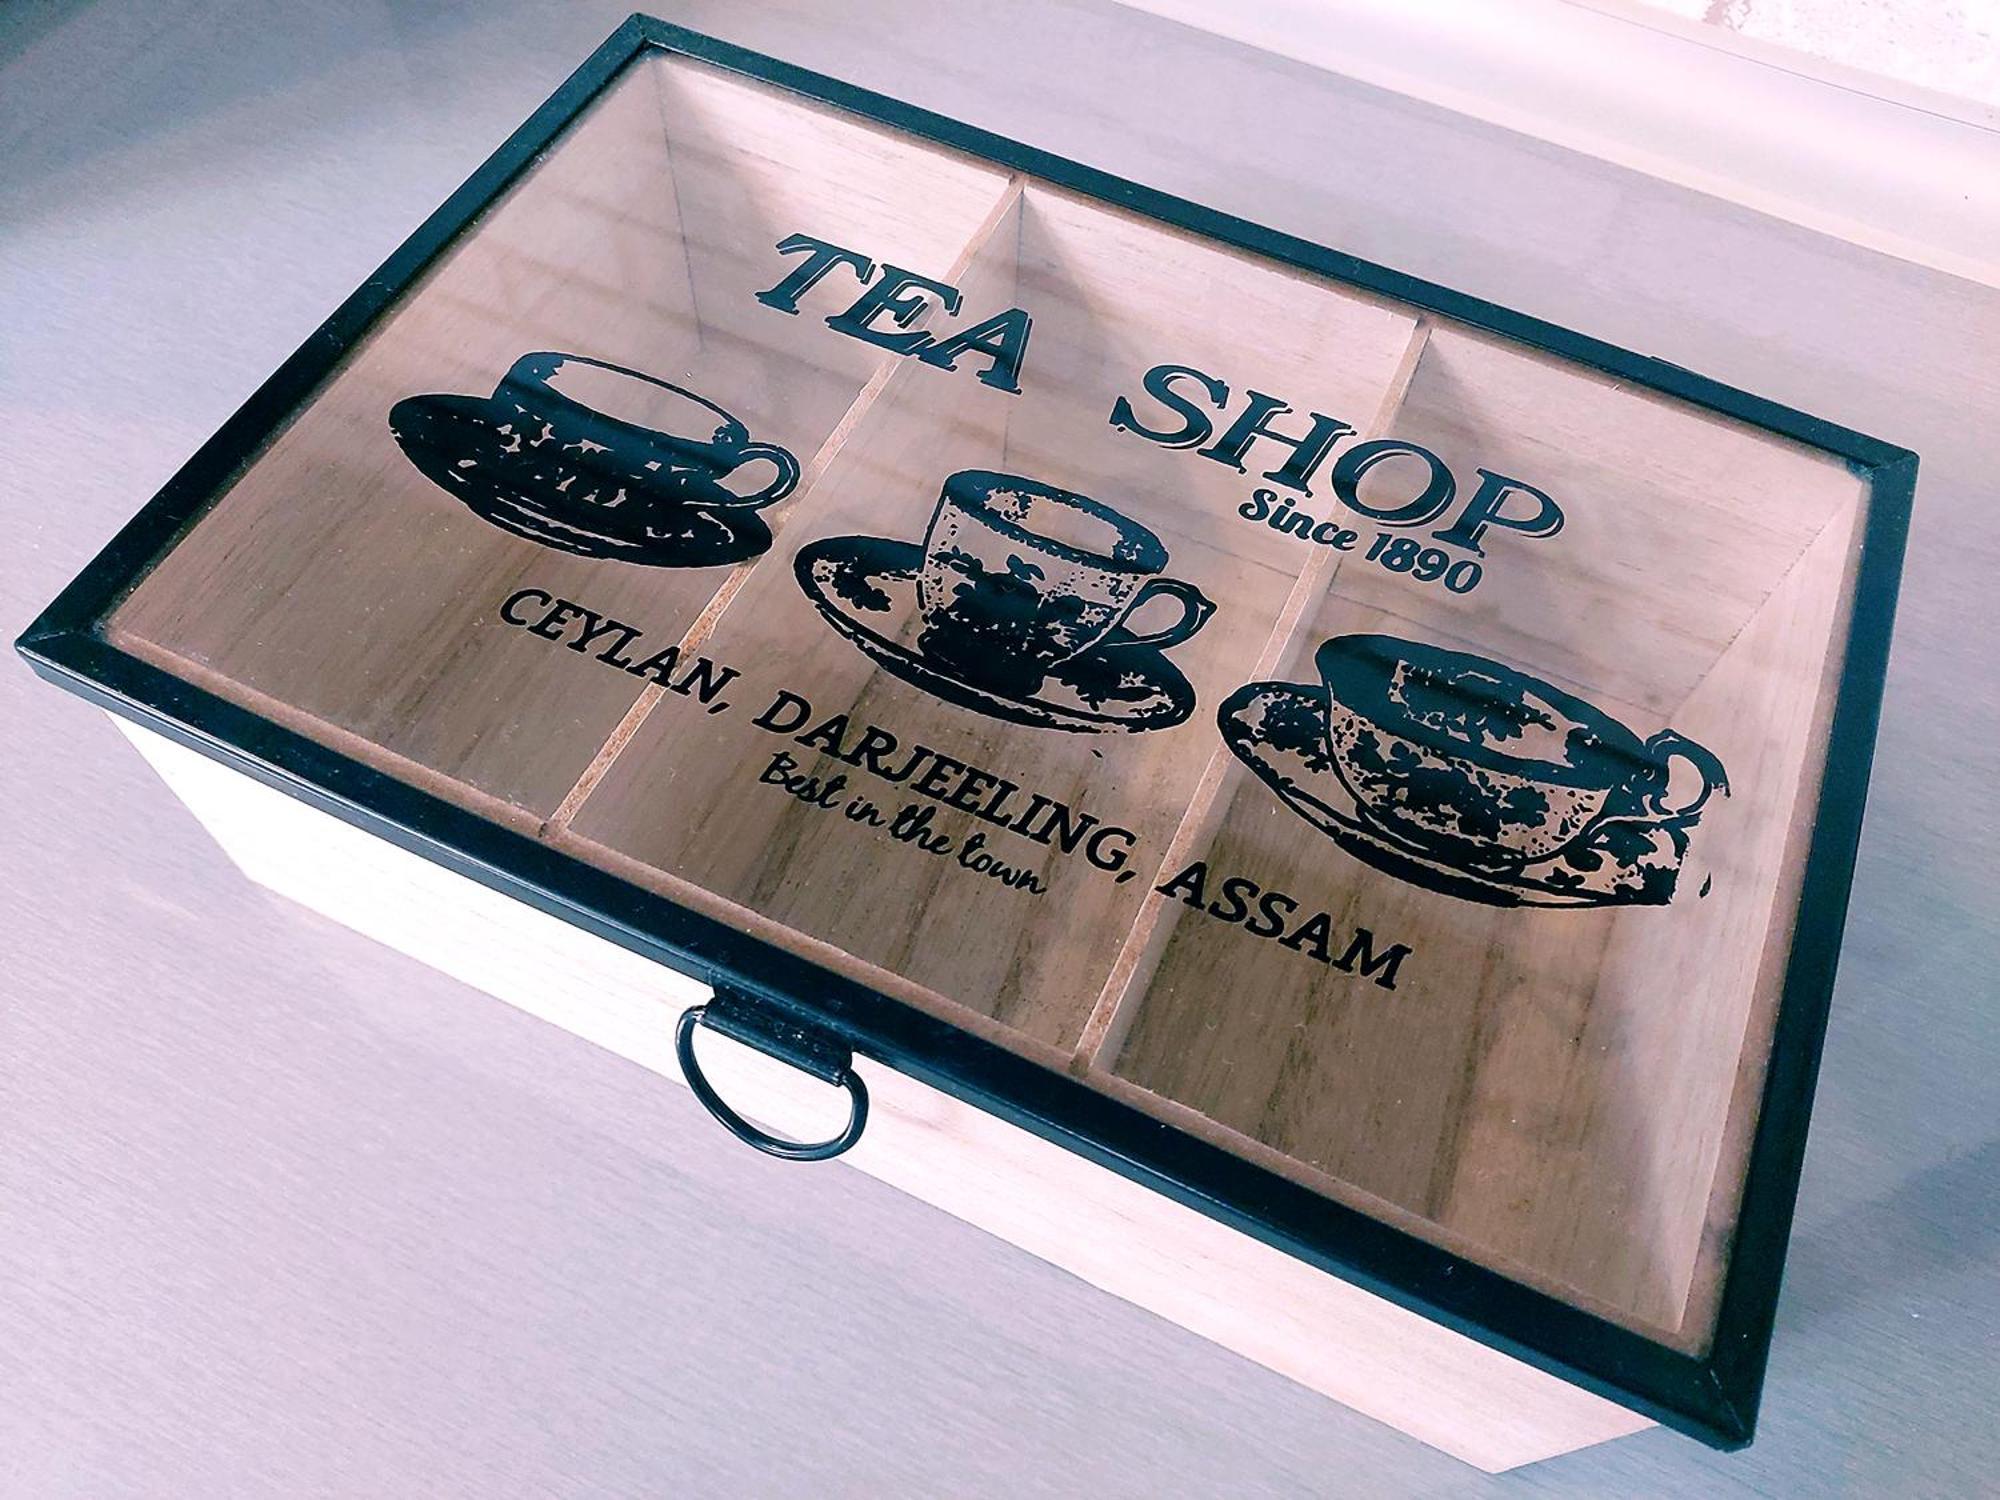 TEA SHOP
Since 1890
CEYLAN, DARJEELING, ASSAM
Best in the town